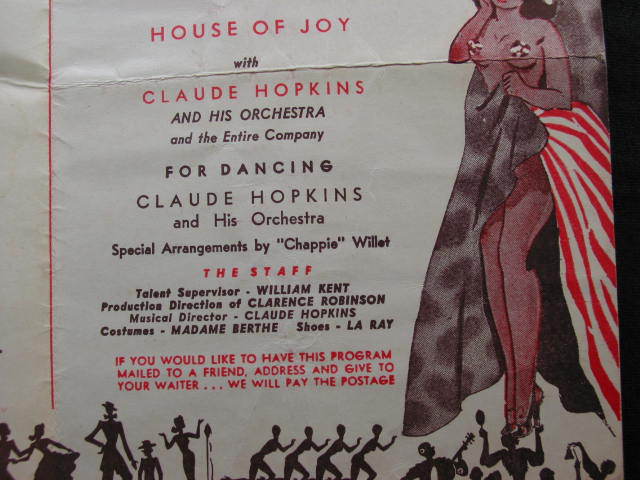 HOUSE OF JOY
with
CLAUDE HOPKINS
AND HIS ORCHESTRA
and the Entire Company
FOR DANCING
CLAUDE HOPKINS
and His Orchestra
Special Arrangements by "Chappie" Willet
THE STAFF
Talent Supervisor - WILLIAM KENT
Production Direction of CLARENCE ROBINSON
Musical Director - CLAUDE HOPKINS
Costumes - MADAME BERTHE Shoes - LA RAY
IF YOU WOULD LIKE TO HAVE THIS PROGRAM
MAILED TO A FRIEND, ADDRESS AND GIVE TO
YOUR WAITER . . . WE WILL PAY THE POSTAGE